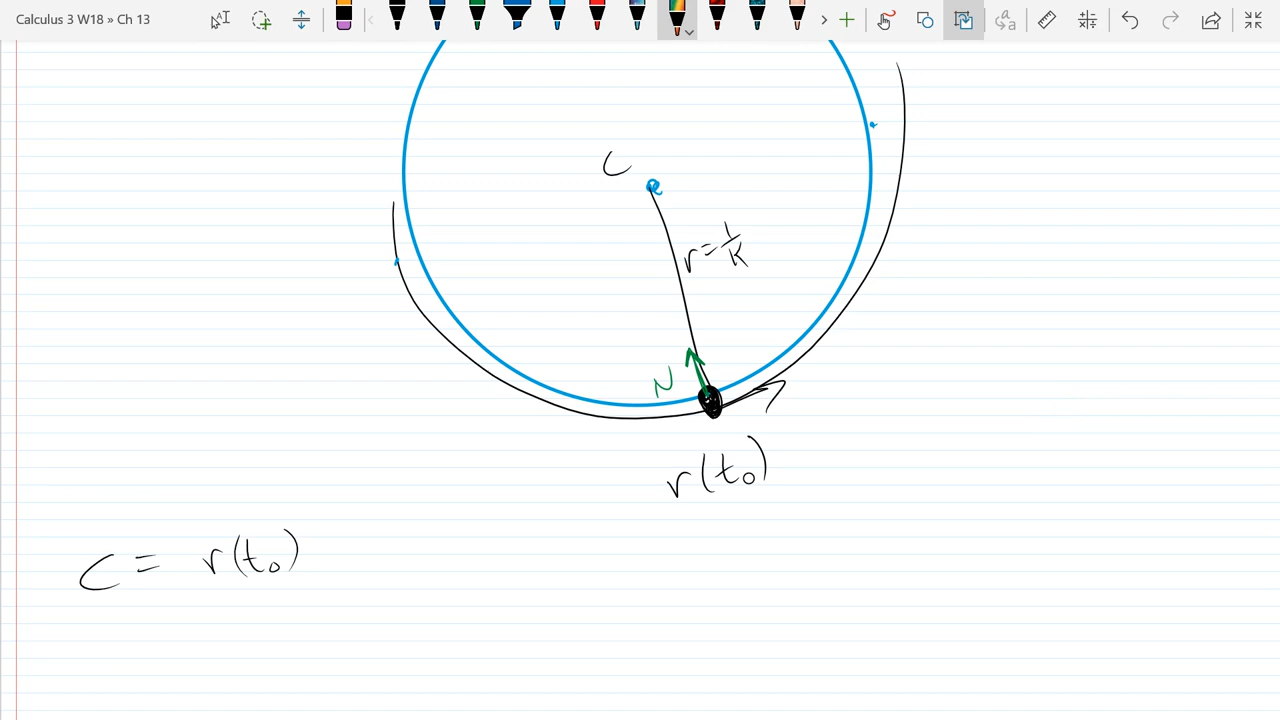 Calculus 3 W18 » Ch 13
C
r=1/K
N
r(t₀)
C = r(t₀)